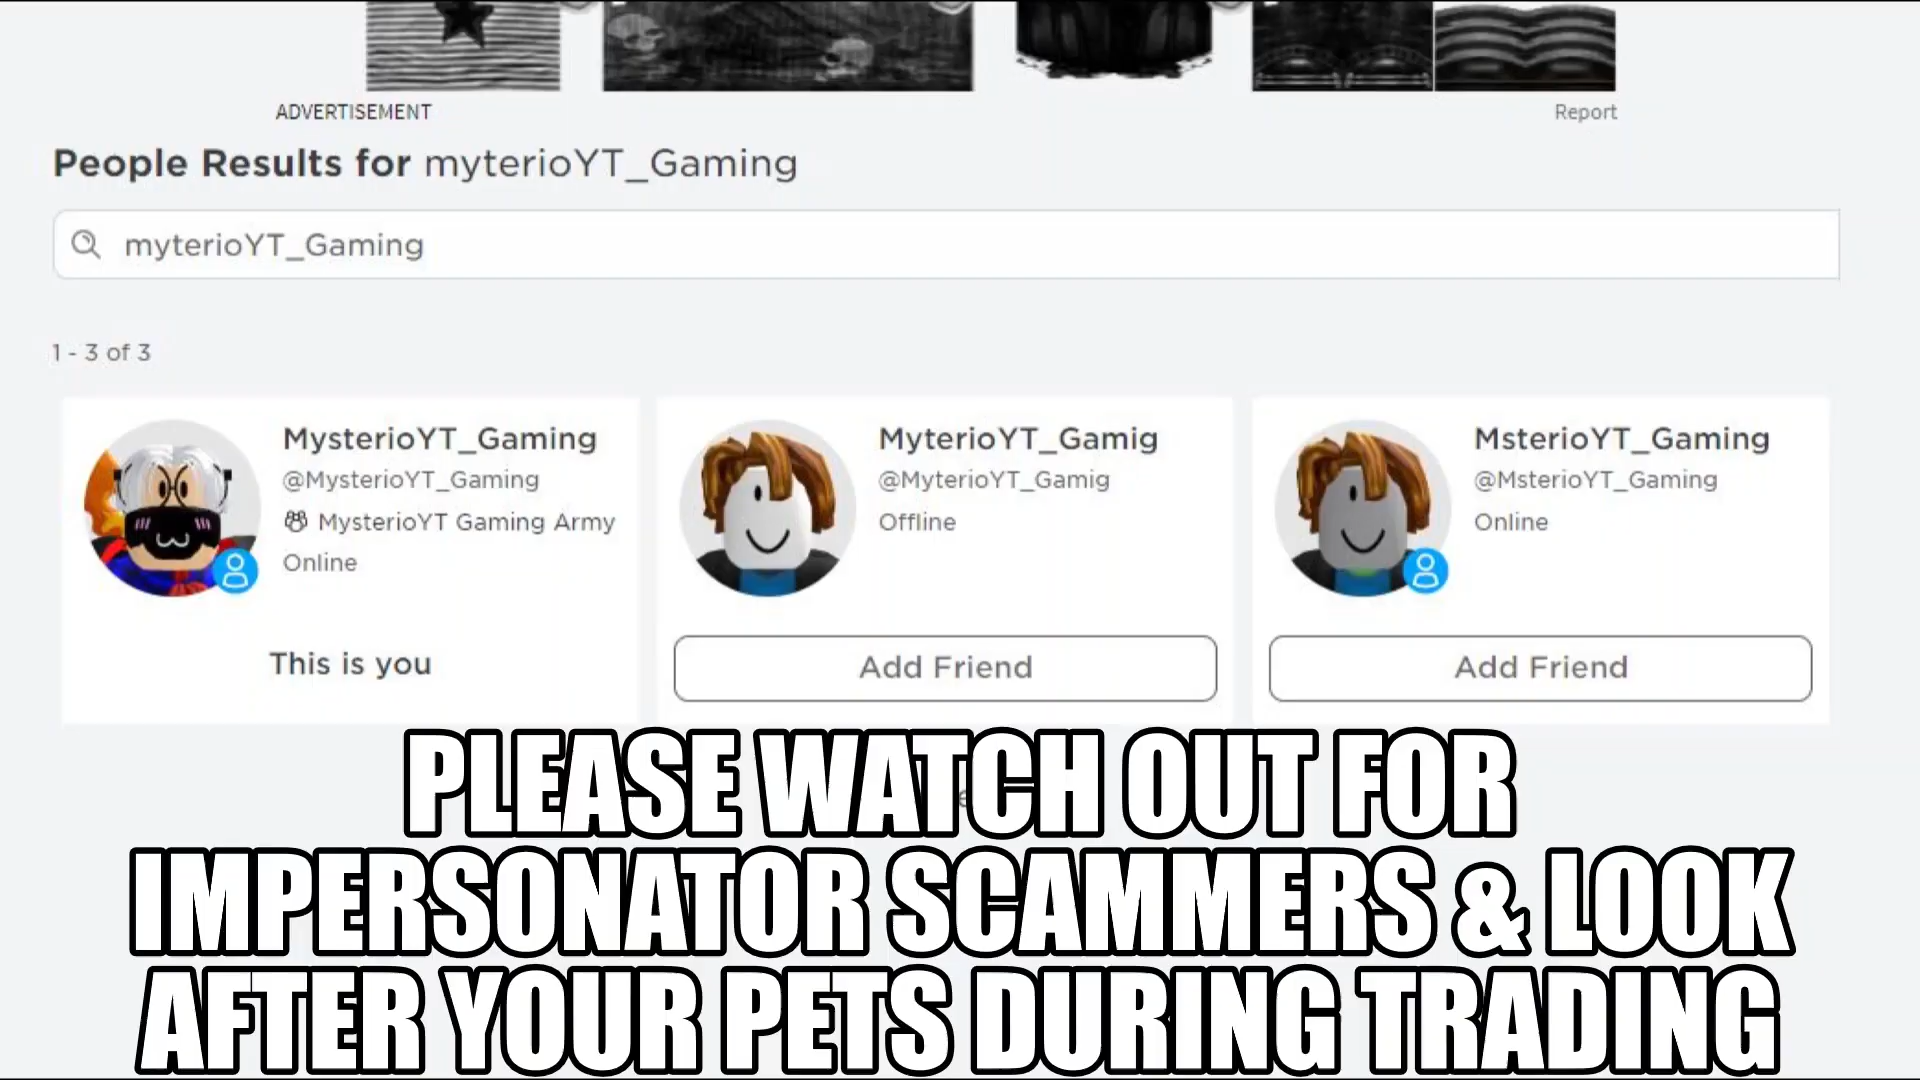 ADVERTISEMENT
Report
People Results for myterioYT_Gaming
myterioYT_Gaming
1 - 3 of 3
MysterioYT_Gaming
@MysterioYT_Gaming
MysterioYT Gaming Army
Online
This is you
MyterioYT_Gamig
@MyterioYT_Gamig
Offline
Add Friend
MsterioYT_Gaming
@MsterioYT_Gaming
Online
Add Friend
PLEASE WATCH OUT FOR
IMPERSONATOR SCAMMERS & LOOK
AFTER YOUR PETS DURING TRADING